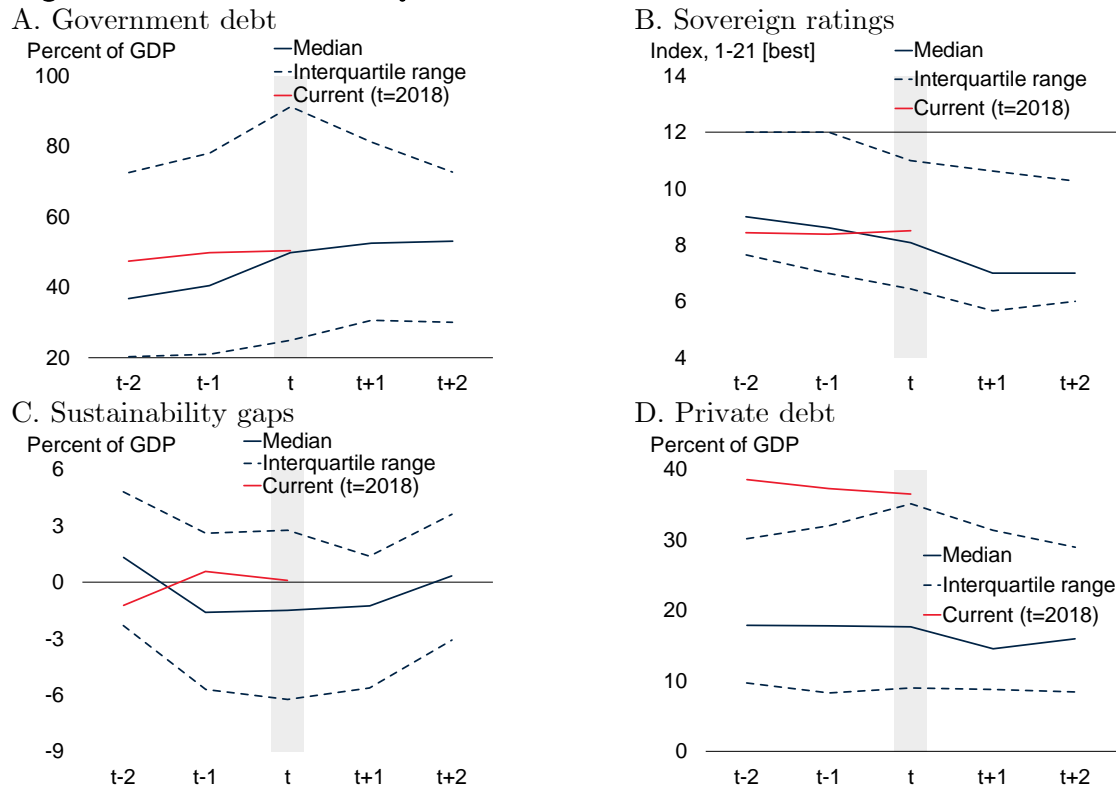 A. Government debt
Percent of GDP
Median
Interquartile range
Current (t=2018)
100
80
60
40
20
t-2 t-1 t t+1 t+2
B. Sovereign ratings
Index, 1-21 [best]
Median
Interquartile range
Current (t=2018)
14
12
10
8
6
4
t-2 t-1 t t+1 t+2
C. Sustainability gaps
Percent of GDP
Median
Interquartile range
Current (t=2018)
6
3
0
-3
-6
-9
t-2 t-1 t t+1 t+2
D. Private debt
Percent of GDP
40
30
20
10
0
Median
Interquartile range
Current (t=2018)
t-2 t-1 t t+1 t+2